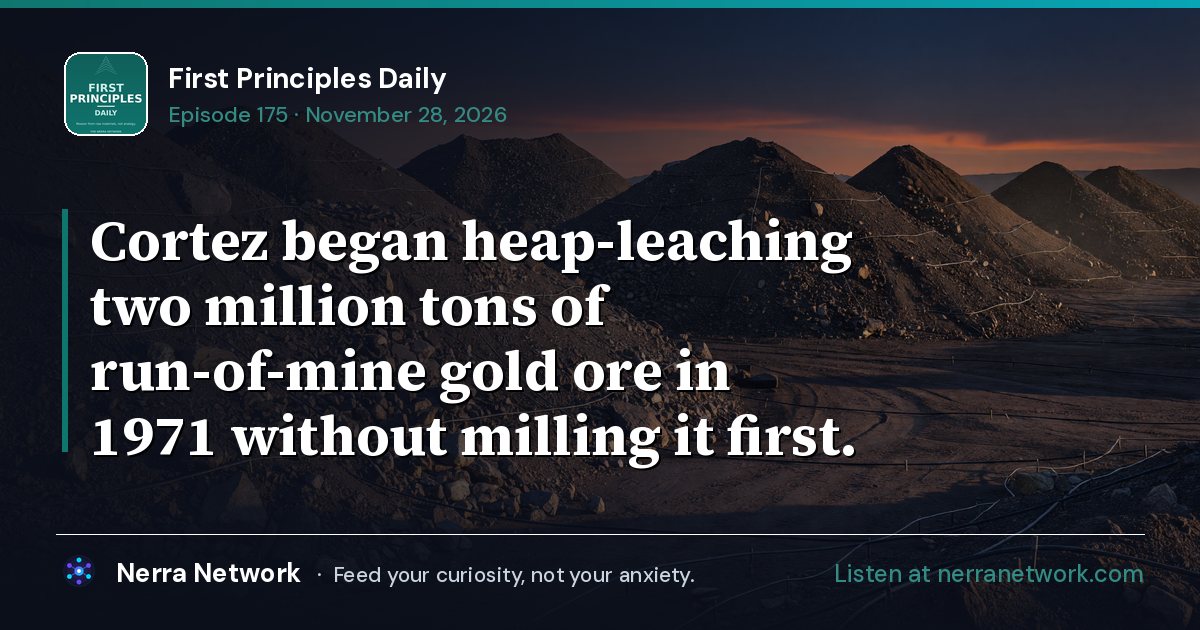 FIRST
PRINCIPLES
DAILY
First Principles Daily
Episode 175 · November 28, 2026
Cortez began heap-leaching
two million tons of
run-of-mine gold ore in
1971 without milling it first.
Nerra Network · Feed your curiosity, not your anxiety.
Listen at nerranetwork.com